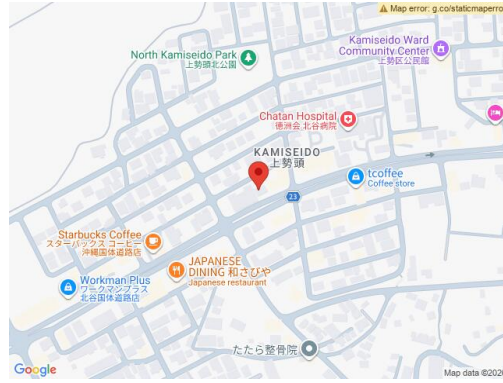 Map error: g.co/staticmaperro
North Kamiseido Park
上勢頭北公園
Kamiseido Ward
Community Center
上勢区公民館
Chatan Hospital
徳洲会 北谷病院
KAMISEIDO
上勢頭
23
tcoffee
Coffee store
Starbucks Coffee
スターバックス コーヒー
沖縄国体道路店
JAPANESE
DINING 和さびや
Japanese restaurant
Workman Plus
ワークマンプラス
北谷国体道路店
たたら整骨院
Google
Map data ©202